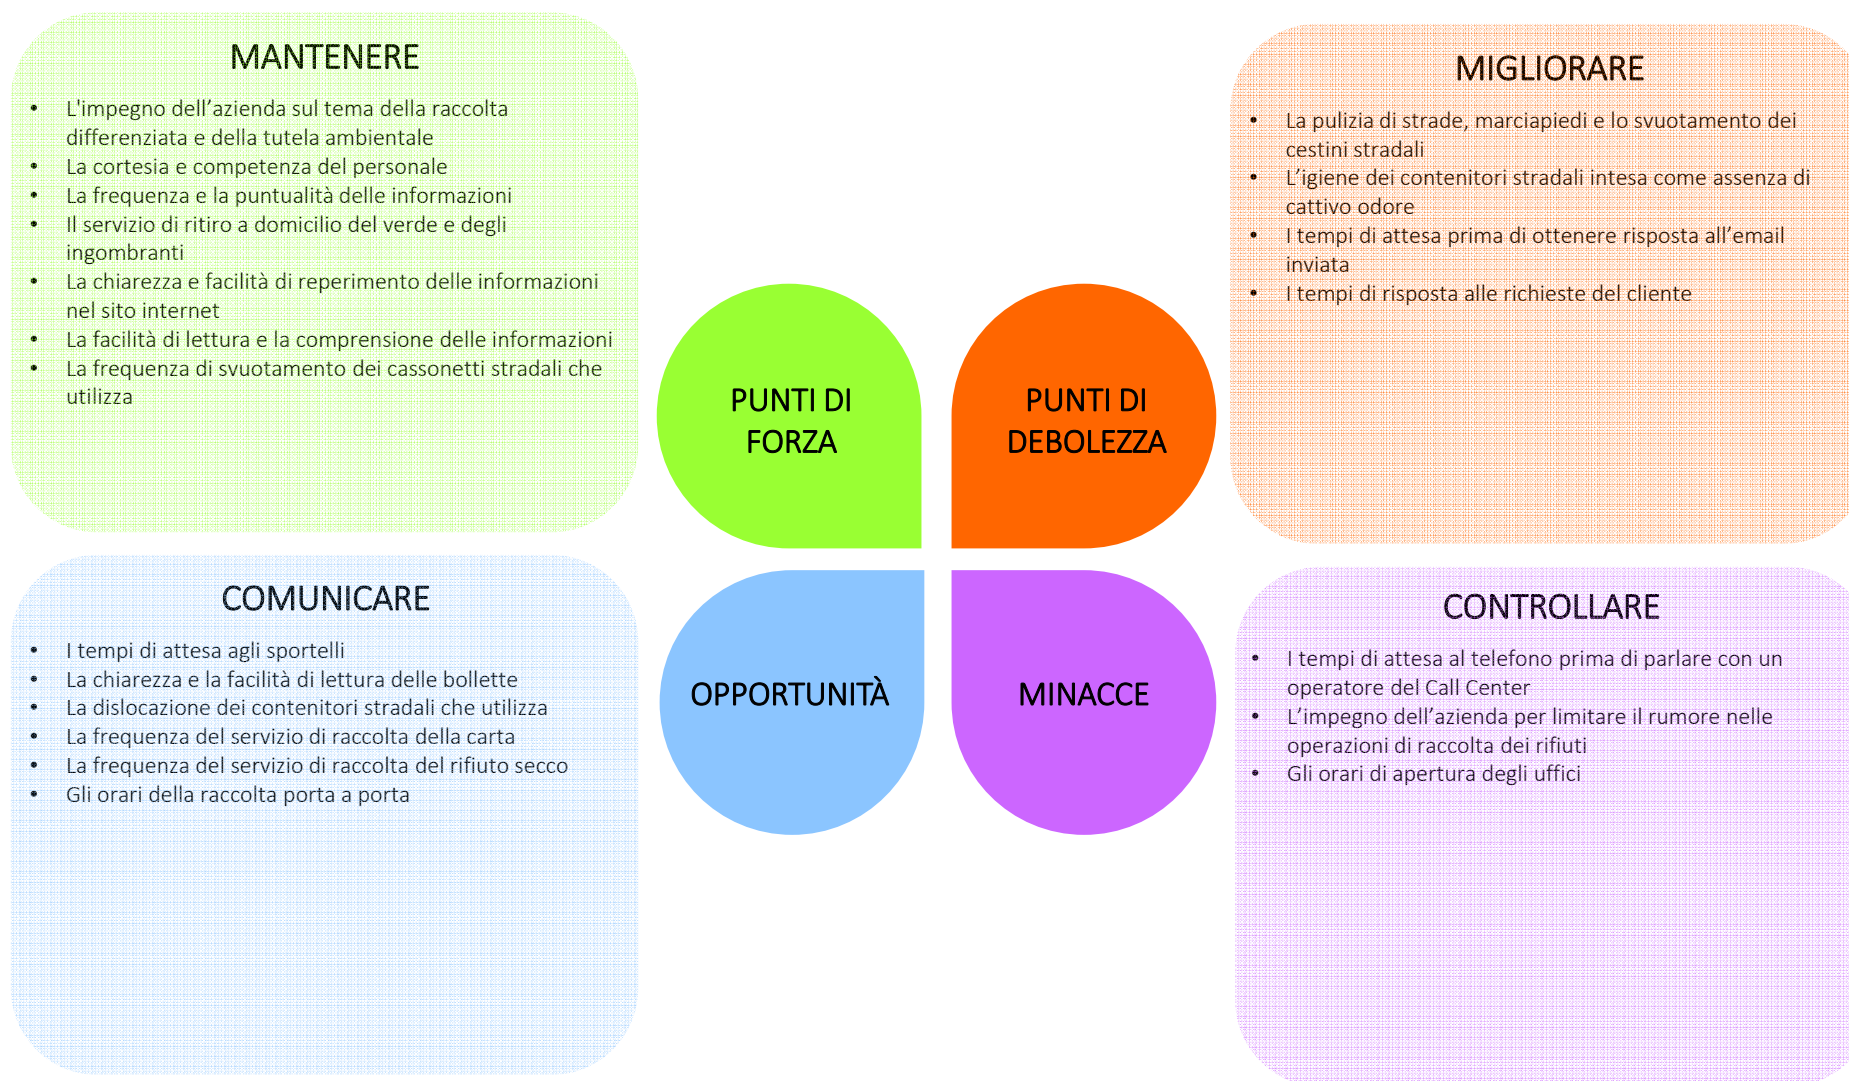 MANTENERE
• L'impegno dell’azienda sul tema della raccolta
differenziata e della tutela ambientale
• La cortesia e competenza del personale
• La frequenza e la puntualità delle informazioni
• Il servizio di ritiro a domicilio del verde e degli
ingombranti
• La chiarezza e facilità di reperimento delle informazioni
nel sito internet
• La facilità di lettura e la comprensione delle informazioni
• La frequenza di svuotamento dei cassonetti stradali che
utilizza
MIGLIORARE
• La pulizia di strade, marciapiedi e lo svuotamento dei
cestini stradali
• L’igiene dei contenitori stradali intesa come assenza di
cattivo odore
• I tempi di attesa prima di ottenere risposta all’email
inviata
• I tempi di risposta alle richieste del cliente
PUNTI DI
FORZA
PUNTI DI
DEBOLEZZA
COMUNICARE
• I tempi di attesa agli sportelli
• La chiarezza e la facilità di lettura delle bollette
• La dislocazione dei contenitori stradali che utilizza
• La frequenza del servizio di raccolta della carta
• La frequenza del servizio di raccolta del rifiuto secco
• Gli orari della raccolta porta a porta
OPPORTUNITÀ
MINACCE
CONTROLLARE
• I tempi di attesa al telefono prima di parlare con un
operatore del Call Center
• L’impegno dell’azienda per limitare il rumore nelle
operazioni di raccolta dei rifiuti
• Gli orari di apertura degli uffici